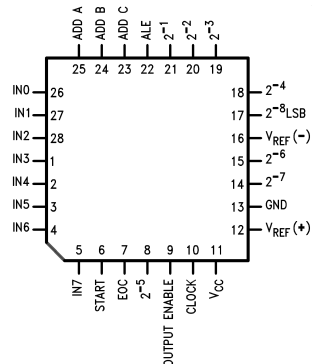 ADD A
ADD B
ADD C
ALE
2⁻¹
2⁻²
2⁻³
25 24 23 22 21 20 19
IN0 26
IN1 27
IN2 28
IN3 1
IN4 2
IN5 3
IN6 4
18 2⁻⁴
17 2⁻⁸LSB
16 V_REF(−)
15 2⁻⁶
14 2⁻⁷
13 GND
12 V_REF(+)
5 6 7 8 9 10 11
IN7
START
EOC
2⁻⁵
OUTPUT ENABLE
CLOCK
V_CC